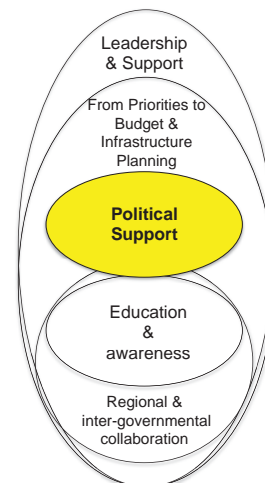 Leadership
& Support
From Priorities to
Budget &
Infrastructure
Planning
Political
Support
Education
&
awareness
Regional &
inter-governmental
collaboration